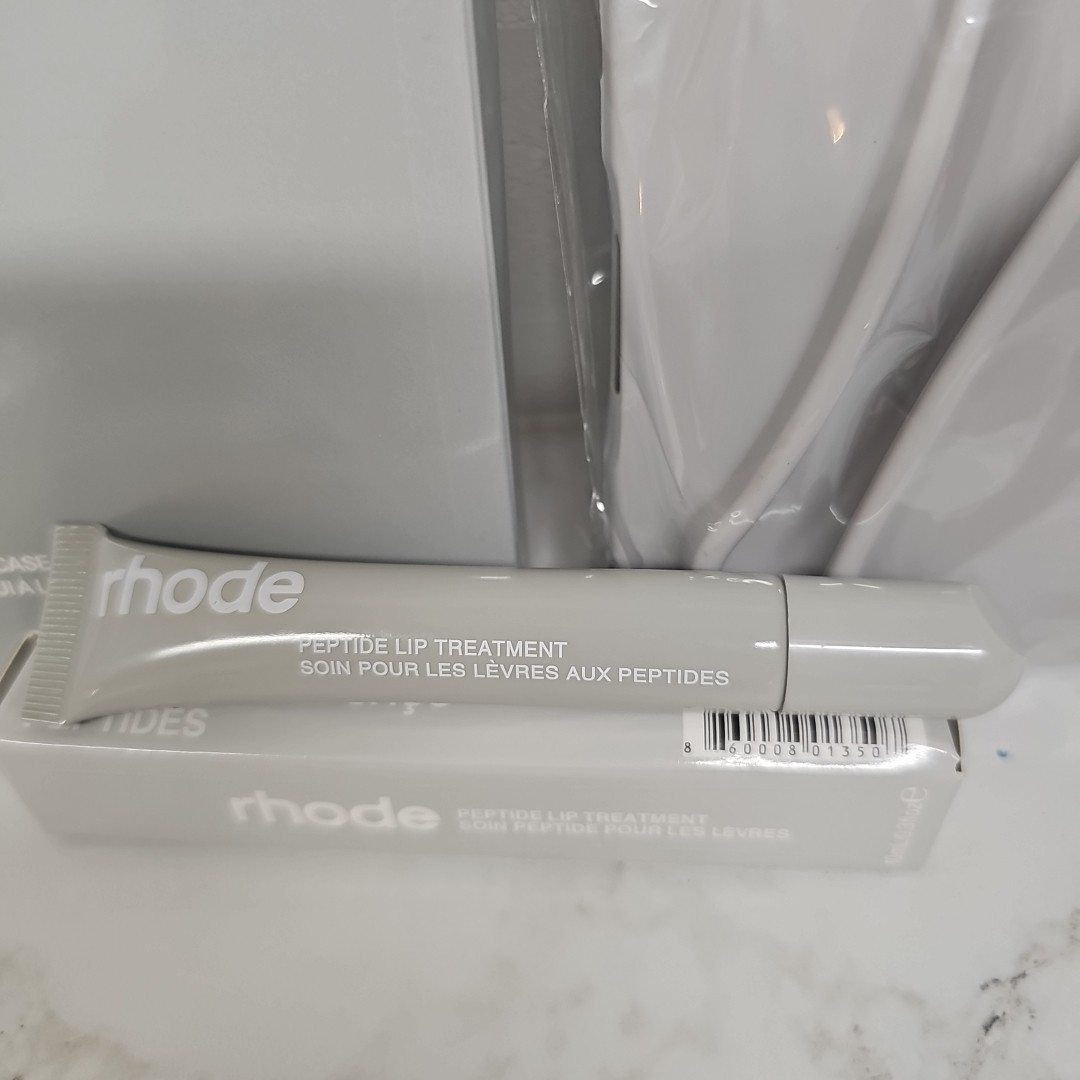 CASE
rhode
PEPTIDE LIP TREATMENT
SOIN POUR LES LÈVRES AUX PEPTIDES
8 60008 01350
rhode
PEPTIDE LIP TREATMENT
SOIN PEPTIDE POUR LES LÈVRES